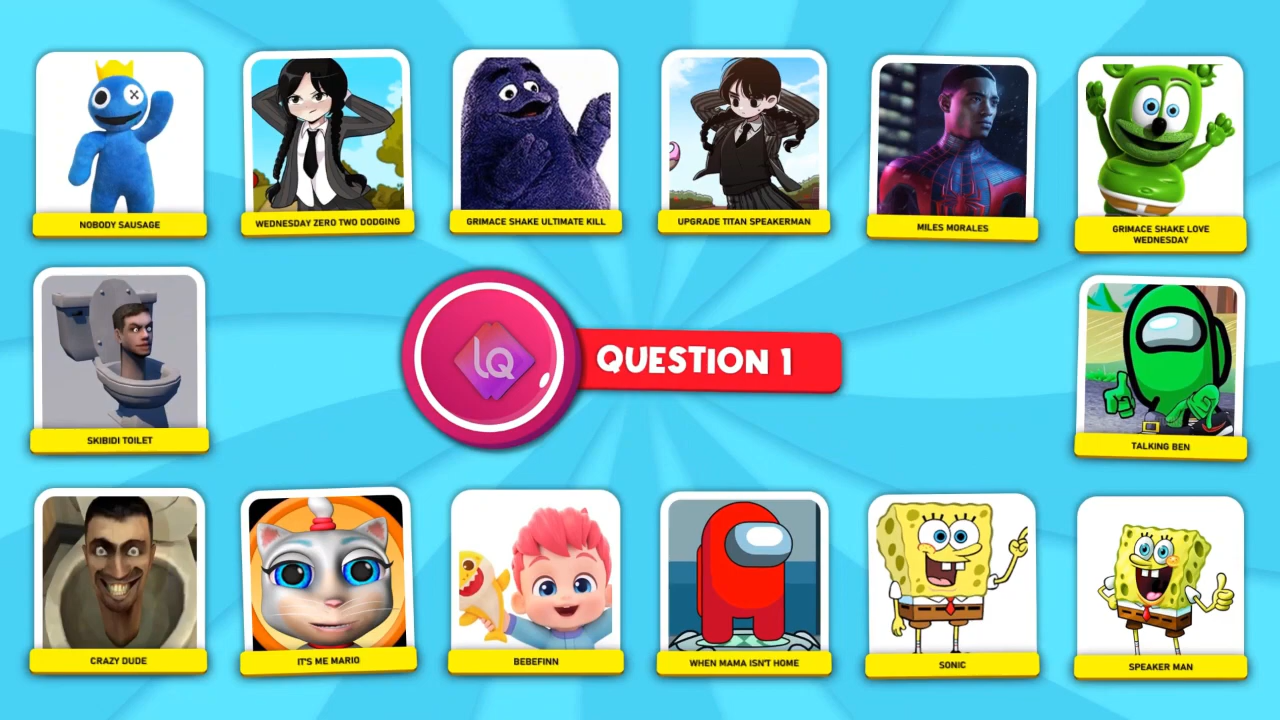 NOBODY SAUSAGE
WEDNESDAY ZERO TWO DODGING
GRIMACE SHAKE ULTIMATE KILL
UPGRADE TITAN SPEAKERMAN
MILES MORALES
GRIMACE SHAKE LOVE
WEDNESDAY
SKIBIDI TOILET
LQ
QUESTION 1
TALKING BEN
CRAZY DUDE
IT'S ME MARIO
BEBEFINN
WHEN MAMA ISN'T HOME
SONIC
SPEAKER MAN